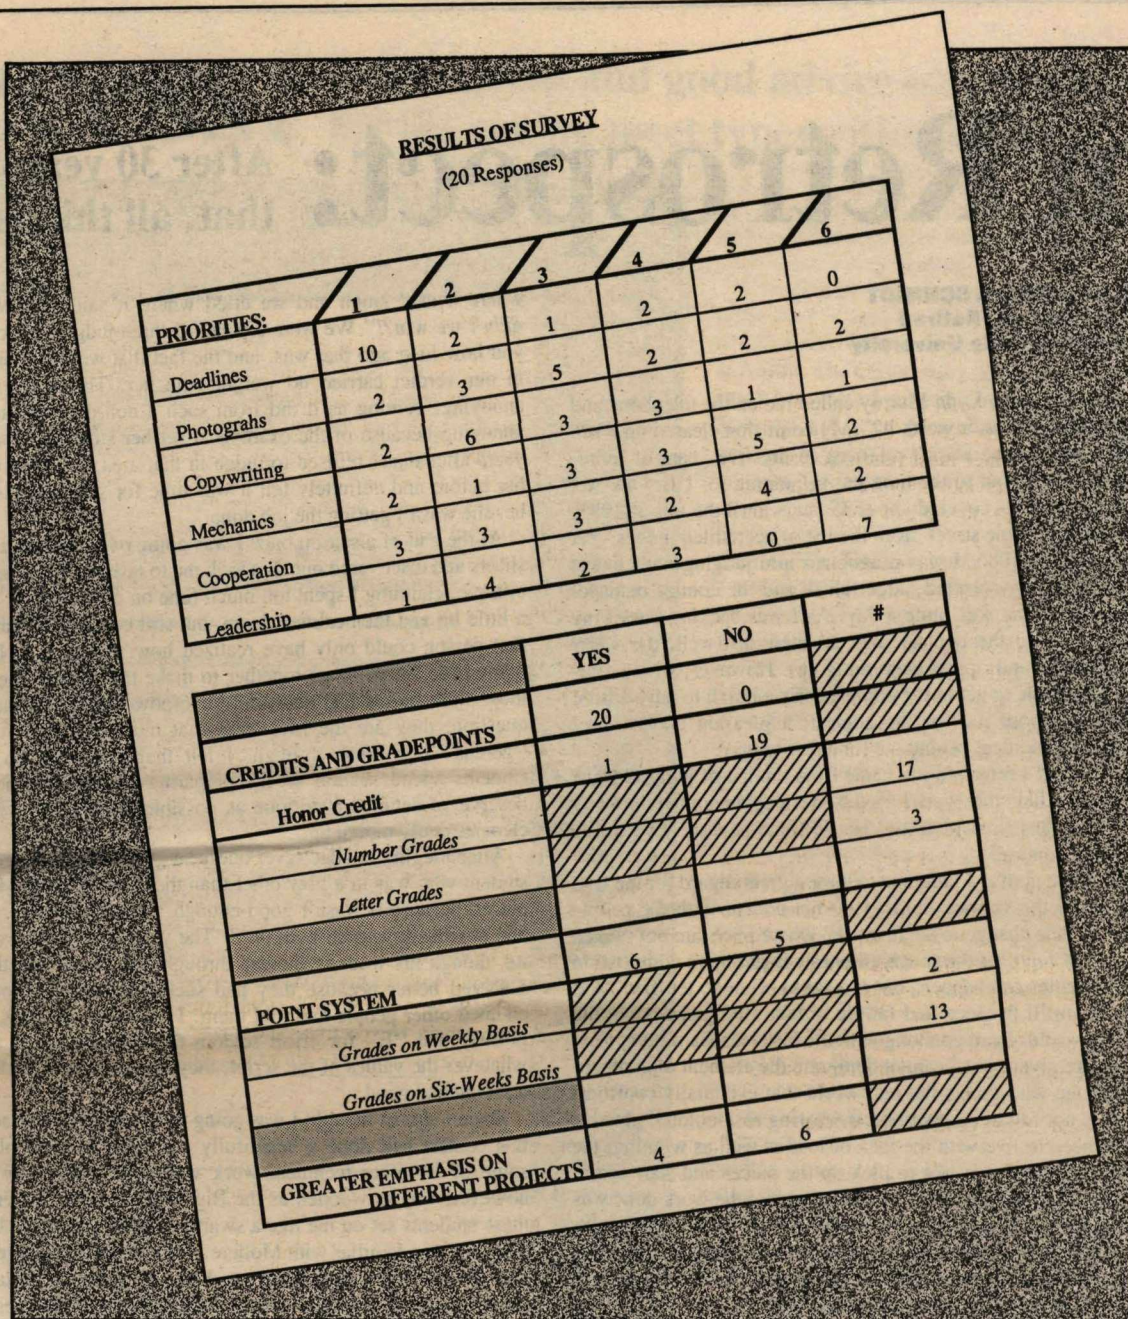 RESULTS OF SURVEY
(20 Responses)
PRIORITIES: 1 2 3 4 5 6
Deadlines 10 2 1 2 2 0
Photograhs 2 3 5 2 2 2
Copywriting 2 6 3 3 1 1
Mechanics 2 3 3 5 2
Cooperation 3 3 3 2 4 2
Leadership 1 4 2 3 0 7
YES NO #
CREDITS AND GRADEPOINTS 20 0
Honor Credit 1 19
Number Grades 17
Letter Grades 3
POINT SYSTEM 6 5
Grades on Weekly Basis 2
Grades on Six-Weeks Basis 13
GREATER EMPHASIS ON
DIFFERENT PROJECTS 4 6